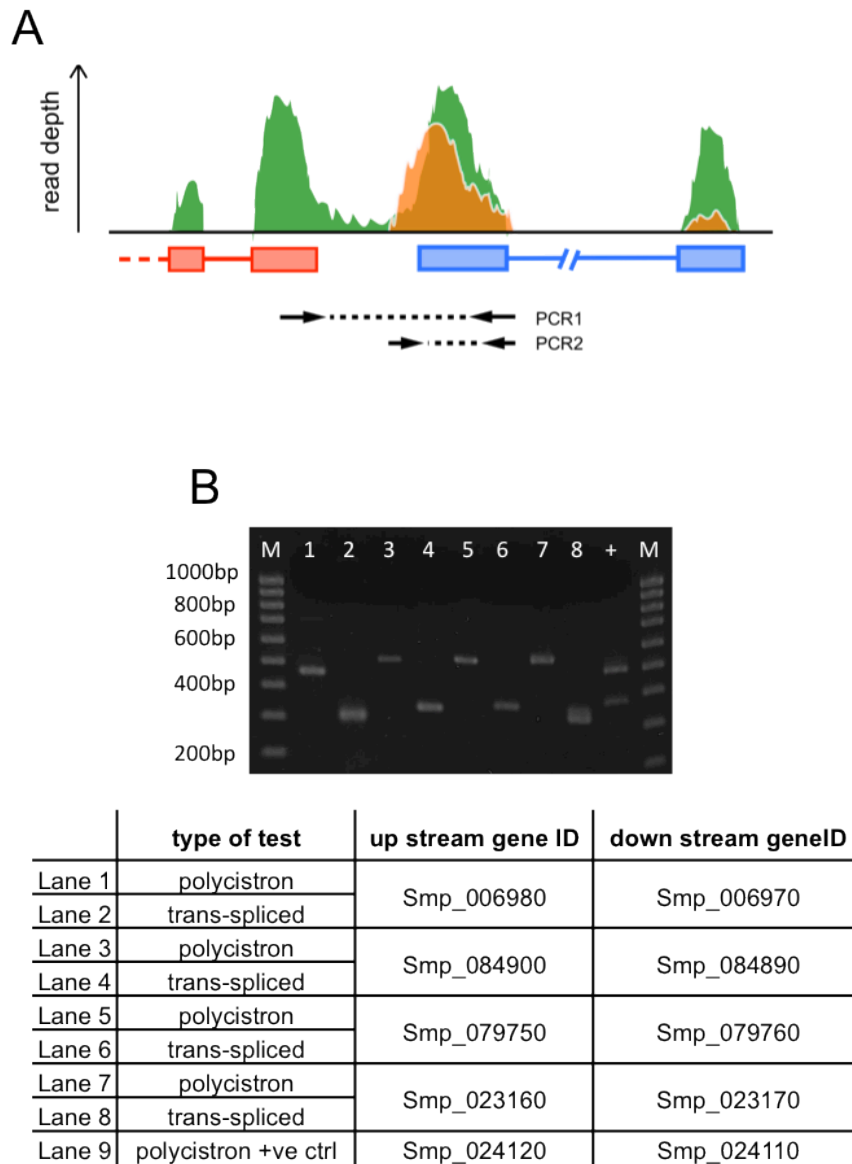 A
read depth
PCR1
PCR2
B
M 1 2 3 4 5 6 7 8 + M
1000bp
800bp
600bp
400bp
200bp
type of test up stream gene ID down stream geneID
Lane 1 polycistron Smp_006980 Smp_006970
Lane 2 trans-spliced
Lane 3 polycistron Smp_084900 Smp_084890
Lane 4 trans-spliced
Lane 5 polycistron Smp_079750 Smp_079760
Lane 6 trans-spliced
Lane 7 polycistron Smp_023160 Smp_023170
Lane 8 trans-spliced
Lane 9 polycistron +ve ctrl Smp_024120 Smp_024110